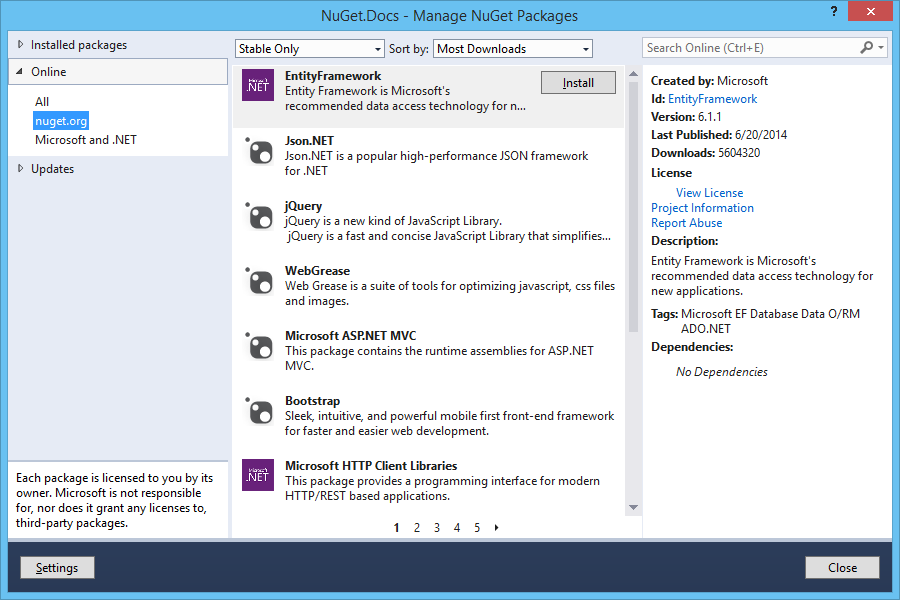 NuGet.Docs - Manage NuGet Packages
?
Installed packages
Online
All
nuget.org
Microsoft and .NET
Updates
Each package is licensed to you by its
owner. Microsoft is not responsible
for, nor does it grant any licenses to,
third-party packages.
Stable Only
Sort by:
Most Downloads
Microsoft
.NET
EntityFramework
Entity Framework is Microsoft's
recommended data access technology for n...
Install
Json.NET
Json.NET is a popular high-performance JSON framework
for .NET
jQuery
jQuery is a new kind of JavaScript Library.
jQuery is a fast and concise JavaScript Library that simplifies...
WebGrease
Web Grease is a suite of tools for optimizing javascript, css files
and images.
Microsoft ASP.NET MVC
This package contains the runtime assemblies for ASP.NET
MVC.
Bootstrap
Sleek, intuitive, and powerful mobile first front-end framework
for faster and easier web development.
Microsoft
.NET
Microsoft HTTP Client Libraries
This package provides a programming interface for modern
HTTP/REST based applications.
1 2 3 4 5
Search Online (Ctrl+E)
Created by: Microsoft
Id: EntityFramework
Version: 6.1.1
Last Published: 6/20/2014
Downloads: 5604320
License
View License
Project Information
Report Abuse
Description:
Entity Framework is Microsoft's
recommended data access technology for
new applications.
Tags: Microsoft EF Database Data O/RM
ADO.NET
Dependencies:
No Dependencies
Settings
Close